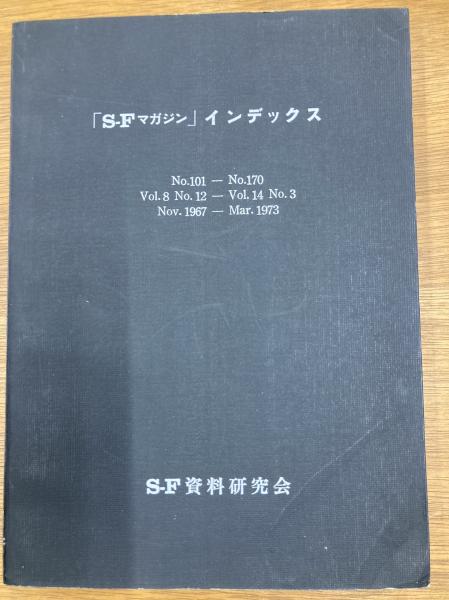 「S-Fマガジン」インデックス
No.101 — No.170
Vol.8 No.12 — Vol.14 No.3
Nov.1967 — Mar.1973
S-F資料研究会